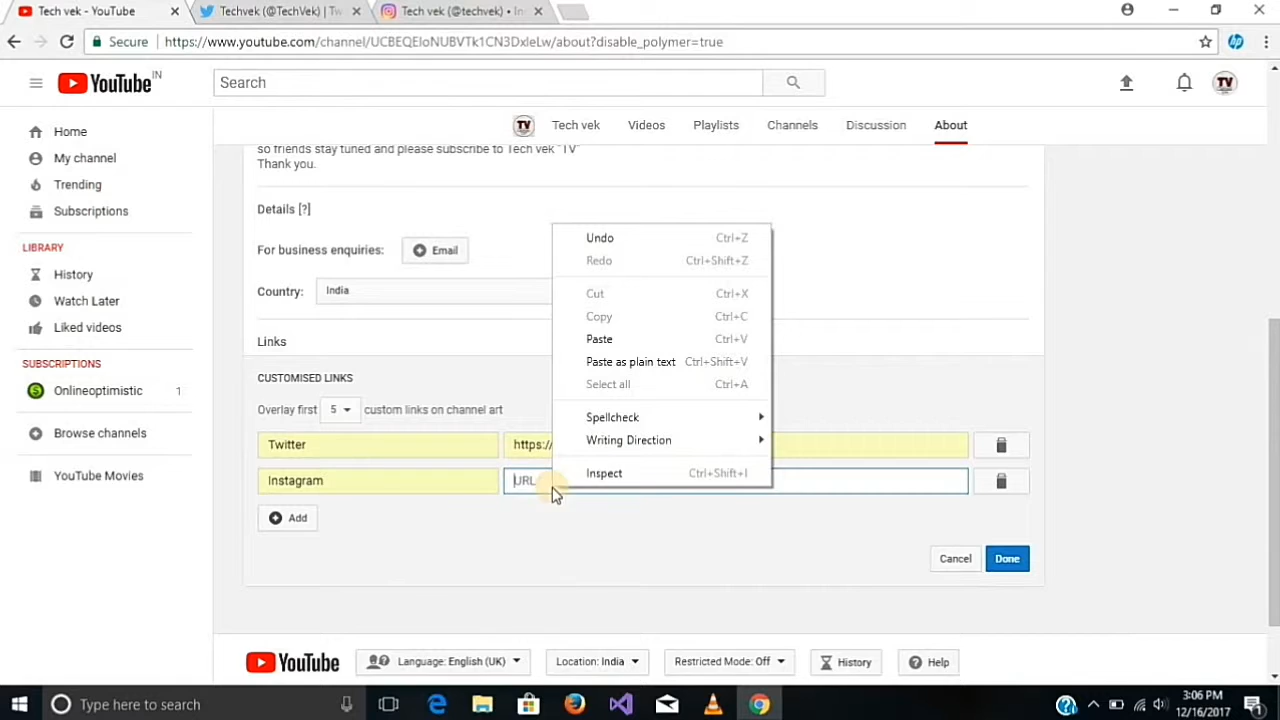 Tech vek - YouTube
Techvek (@TechVek) | Tw
Tech vek (@techvek) • In
Secure
https://www.youtube.com/channel/UCBEQEIoNUBVTk1CN3DxleLw/about?disable_polymer=true
YouTube IN
Search
TV
Home
My channel
Trending
Subscriptions
LIBRARY
History
Watch Later
Liked videos
SUBSCRIPTIONS
Onlineoptimistic 1
Browse channels
YouTube Movies
TV
Tech vek
Videos
Playlists
Channels
Discussion
About
so friends stay tuned and please subscribe to Tech vek "TV"
Thank you.
Details [?]
For business enquiries:
Email
Country:
India
Links
CUSTOMISED LINKS
Overlay first 5 custom links on channel art
Twitter
https:/
Instagram
URL
Add
Cancel
Done
Undo Ctrl+Z
Redo Ctrl+Shift+Z
Cut Ctrl+X
Copy Ctrl+C
Paste Ctrl+V
Paste as plain text Ctrl+Shift+V
Select all Ctrl+A
Spellcheck
Writing Direction
Inspect Ctrl+Shift+I
YouTube
Language: English (UK)
Location: India
Restricted Mode: Off
History
Help
Type here to search
3:06 PM
12/16/2017
1